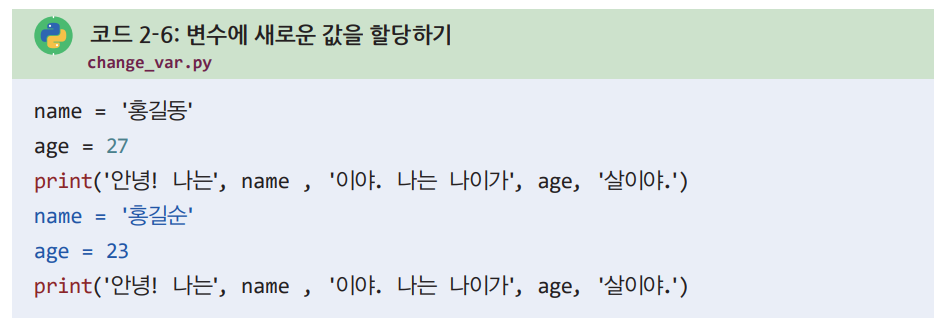 코드 2-6: 변수에 새로운 값을 할당하기
change_var.py
name = '홍길동'
age = 27
print('안녕! 나는', name , '이야. 나는 나이가', age, '살이야.')
name = '홍길순'
age = 23
print('안녕! 나는', name , '이야. 나는 나이가', age, '살이야.')